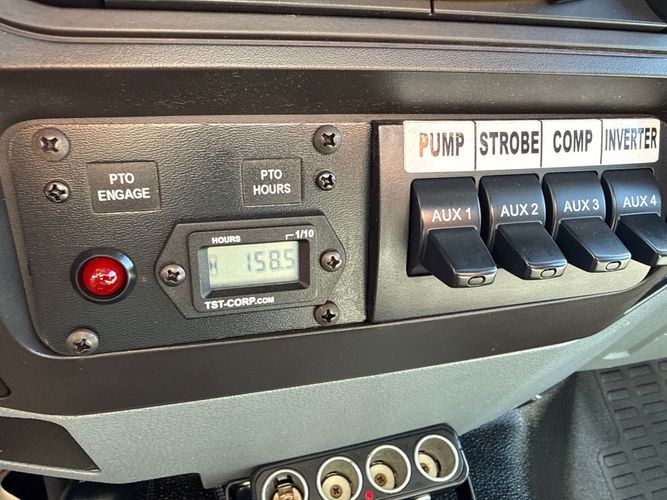 PTO
ENGAGE
PTO
HOURS
HOURS 1/10
158.5
TST-CORP.COM
PUMP STROBE COMP INVERTER
AUX 1 AUX 2 AUX 3 AUX 4